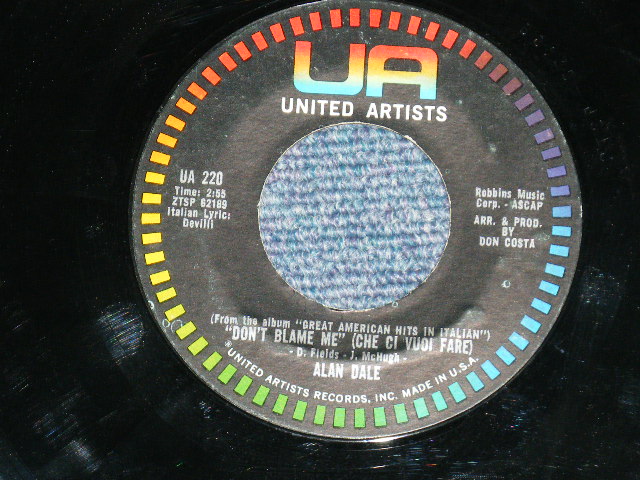 UA
UNITED ARTISTS
UA 220
Time: 2:55
ZTSP 62189
Italian Lyric:
Devilli
Robbins Music
Corp. - ASCAP
ARR. & PROD.
BY
DON COSTA
(From the album "GREAT AMERICAN HITS IN ITALIAN")
"DON'T BLAME ME" (CHE CI VUOI FARE)
- D. Fields - J. McHugh -
ALAN DALE
UNITED ARTISTS RECORDS, INC. MADE IN U.S.A.